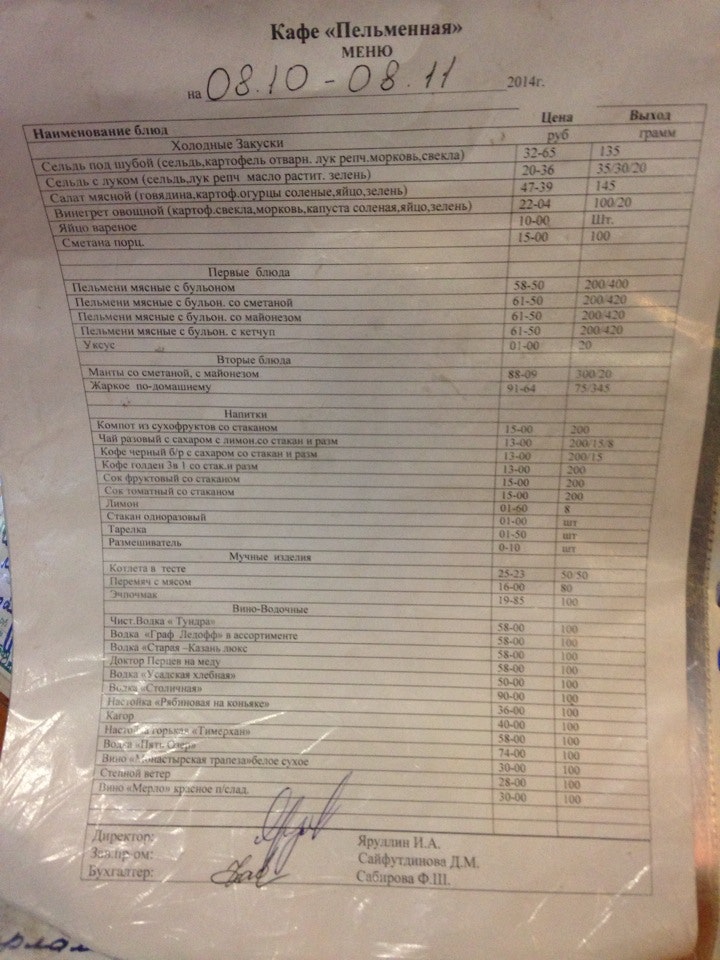 Кафе «Пельменная»
МЕНЮ
на 08.10 - 08.11 2014г.
Наименование блюд Цена Выход
Холодные Закуски руб грамм
Сельдь под шубой (сельдь,картофель отварн. лук репч.морковь,свекла) 32-65 135
Сельдь с луком (сельдь,лук репч масло растит. зелень) 20-36 35/30/20
Салат мясной (говядина,картоф.огурцы соленые,яйцо,зелень) 47-39 145
Винегрет овощной (картоф.свекла,морковь,капуста соленая,яйцо,зелень) 22-04 100/20
Яйцо вареное 10-00 Шт.
Сметана порц. 15-00 100
Первые блюда
Пельмени мясные с бульоном 58-50 200/400
Пельмени мясные с бульон. со сметаной 61-50 200/420
Пельмени мясные с бульон. со майонезом 61-50 200/420
Пельмени мясные с бульон. с кетчуп 61-50 200/420
Уксус 01-00 20
Вторые блюда
Манты со сметаной, с майонезом 88-09 300/20
Жаркое по-домашнему 91-64 75/345
Напитки
Компот из сухофруктов со стаканом 15-00 200
Чай разовый с сахаром с лимон.со стакан и разм 13-00 200/15/8
Кофе черный б/р с сахаром со стакан и разм 13-00 200/15
Кофе голден 3в 1 со стак.и разм 13-00 200
Сок фруктовый со стаканом 15-00 200
Сок томатный со стаканом 15-00 200
Лимон 01-60 8
Стакан одноразовый 01-00 шт
Тарелка 01-50 шт
Размешиватель 0-10 шт
Мучные изделия
Котлета в тесте 25-23 50/50
Перемяч с мясом 16-00 80
Эчпочмак 19-85 100
Вино-Водочные
Чист.Водка « Тундра» 58-00 100
Водка «Граф Ледофф» в ассортименте 58-00 100
Водка «Старая –Казань люкс 58-00 100
Доктор Перцев на меду 58-00 100
Водка «Усадская хлебная» 50-00 100
Водка «Столичная» 90-00 100
Настойка «Рябиновая на коньяке» 36-00 100
Кагор 40-00 100
Настойка горькая «Тимерхан» 58-00 100
Водка «Пять Озер» 74-00 100
Вино «Монастырская трапеза»белое сухое 30-00 100
Степной ветер 28-00 100
Вино «Мерло» красное п/слад. 30-00 100
Директор: Яруллин И.А.
Зав.пр-ом: Сайфутдинова Д.М.
Бухгалтер: Сабирова Ф.Ш.